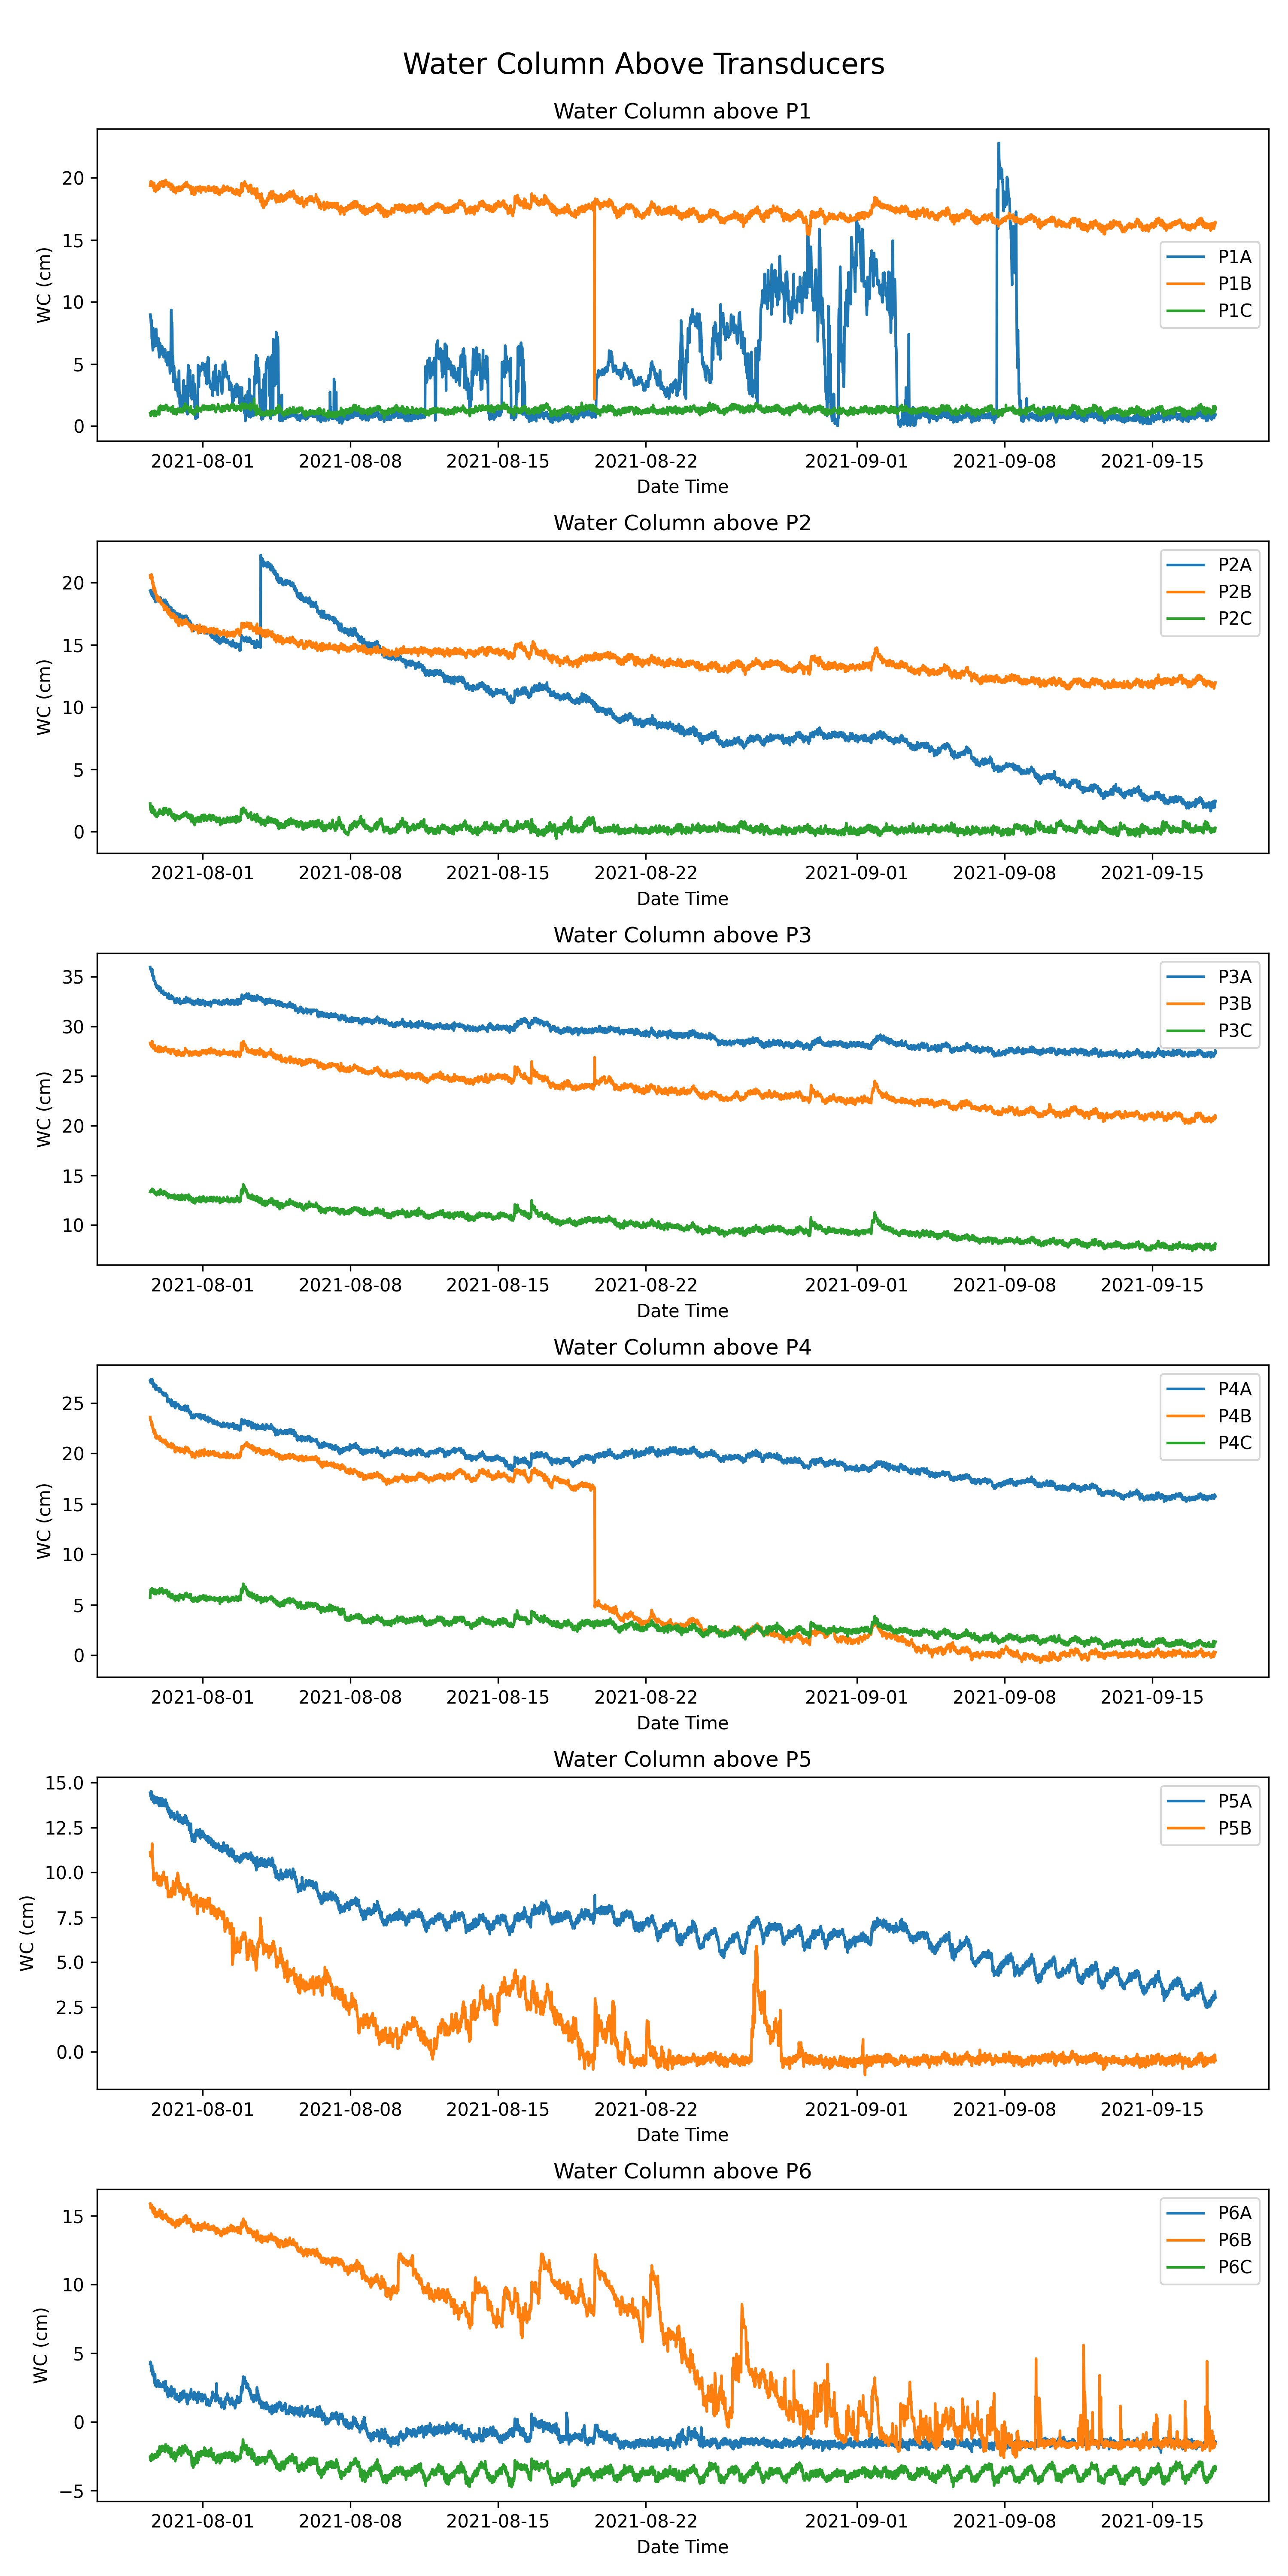 Water Column Above Transducers
Water Column above P1
WC (cm)
20
15
10
5
0
P1A
P1B
P1C
2021-08-01 2021-08-08 2021-08-15 2021-08-22 2021-09-01 2021-09-08 2021-09-15
Date Time
Water Column above P2
WC (cm)
20
15
10
5
0
P2A
P2B
P2C
2021-08-01 2021-08-08 2021-08-15 2021-08-22 2021-09-01 2021-09-08 2021-09-15
Date Time
Water Column above P3
WC (cm)
35
30
25
20
15
10
P3A
P3B
P3C
2021-08-01 2021-08-08 2021-08-15 2021-08-22 2021-09-01 2021-09-08 2021-09-15
Date Time
Water Column above P4
WC (cm)
25
20
15
10
5
0
P4A
P4B
P4C
2021-08-01 2021-08-08 2021-08-15 2021-08-22 2021-09-01 2021-09-08 2021-09-15
Date Time
Water Column above P5
WC (cm)
15.0
12.5
10.0
7.5
5.0
2.5
0.0
P5A
P5B
2021-08-01 2021-08-08 2021-08-15 2021-08-22 2021-09-01 2021-09-08 2021-09-15
Date Time
Water Column above P6
WC (cm)
15
10
5
0
−5
P6A
P6B
P6C
2021-08-01 2021-08-08 2021-08-15 2021-08-22 2021-09-01 2021-09-08 2021-09-15
Date Time